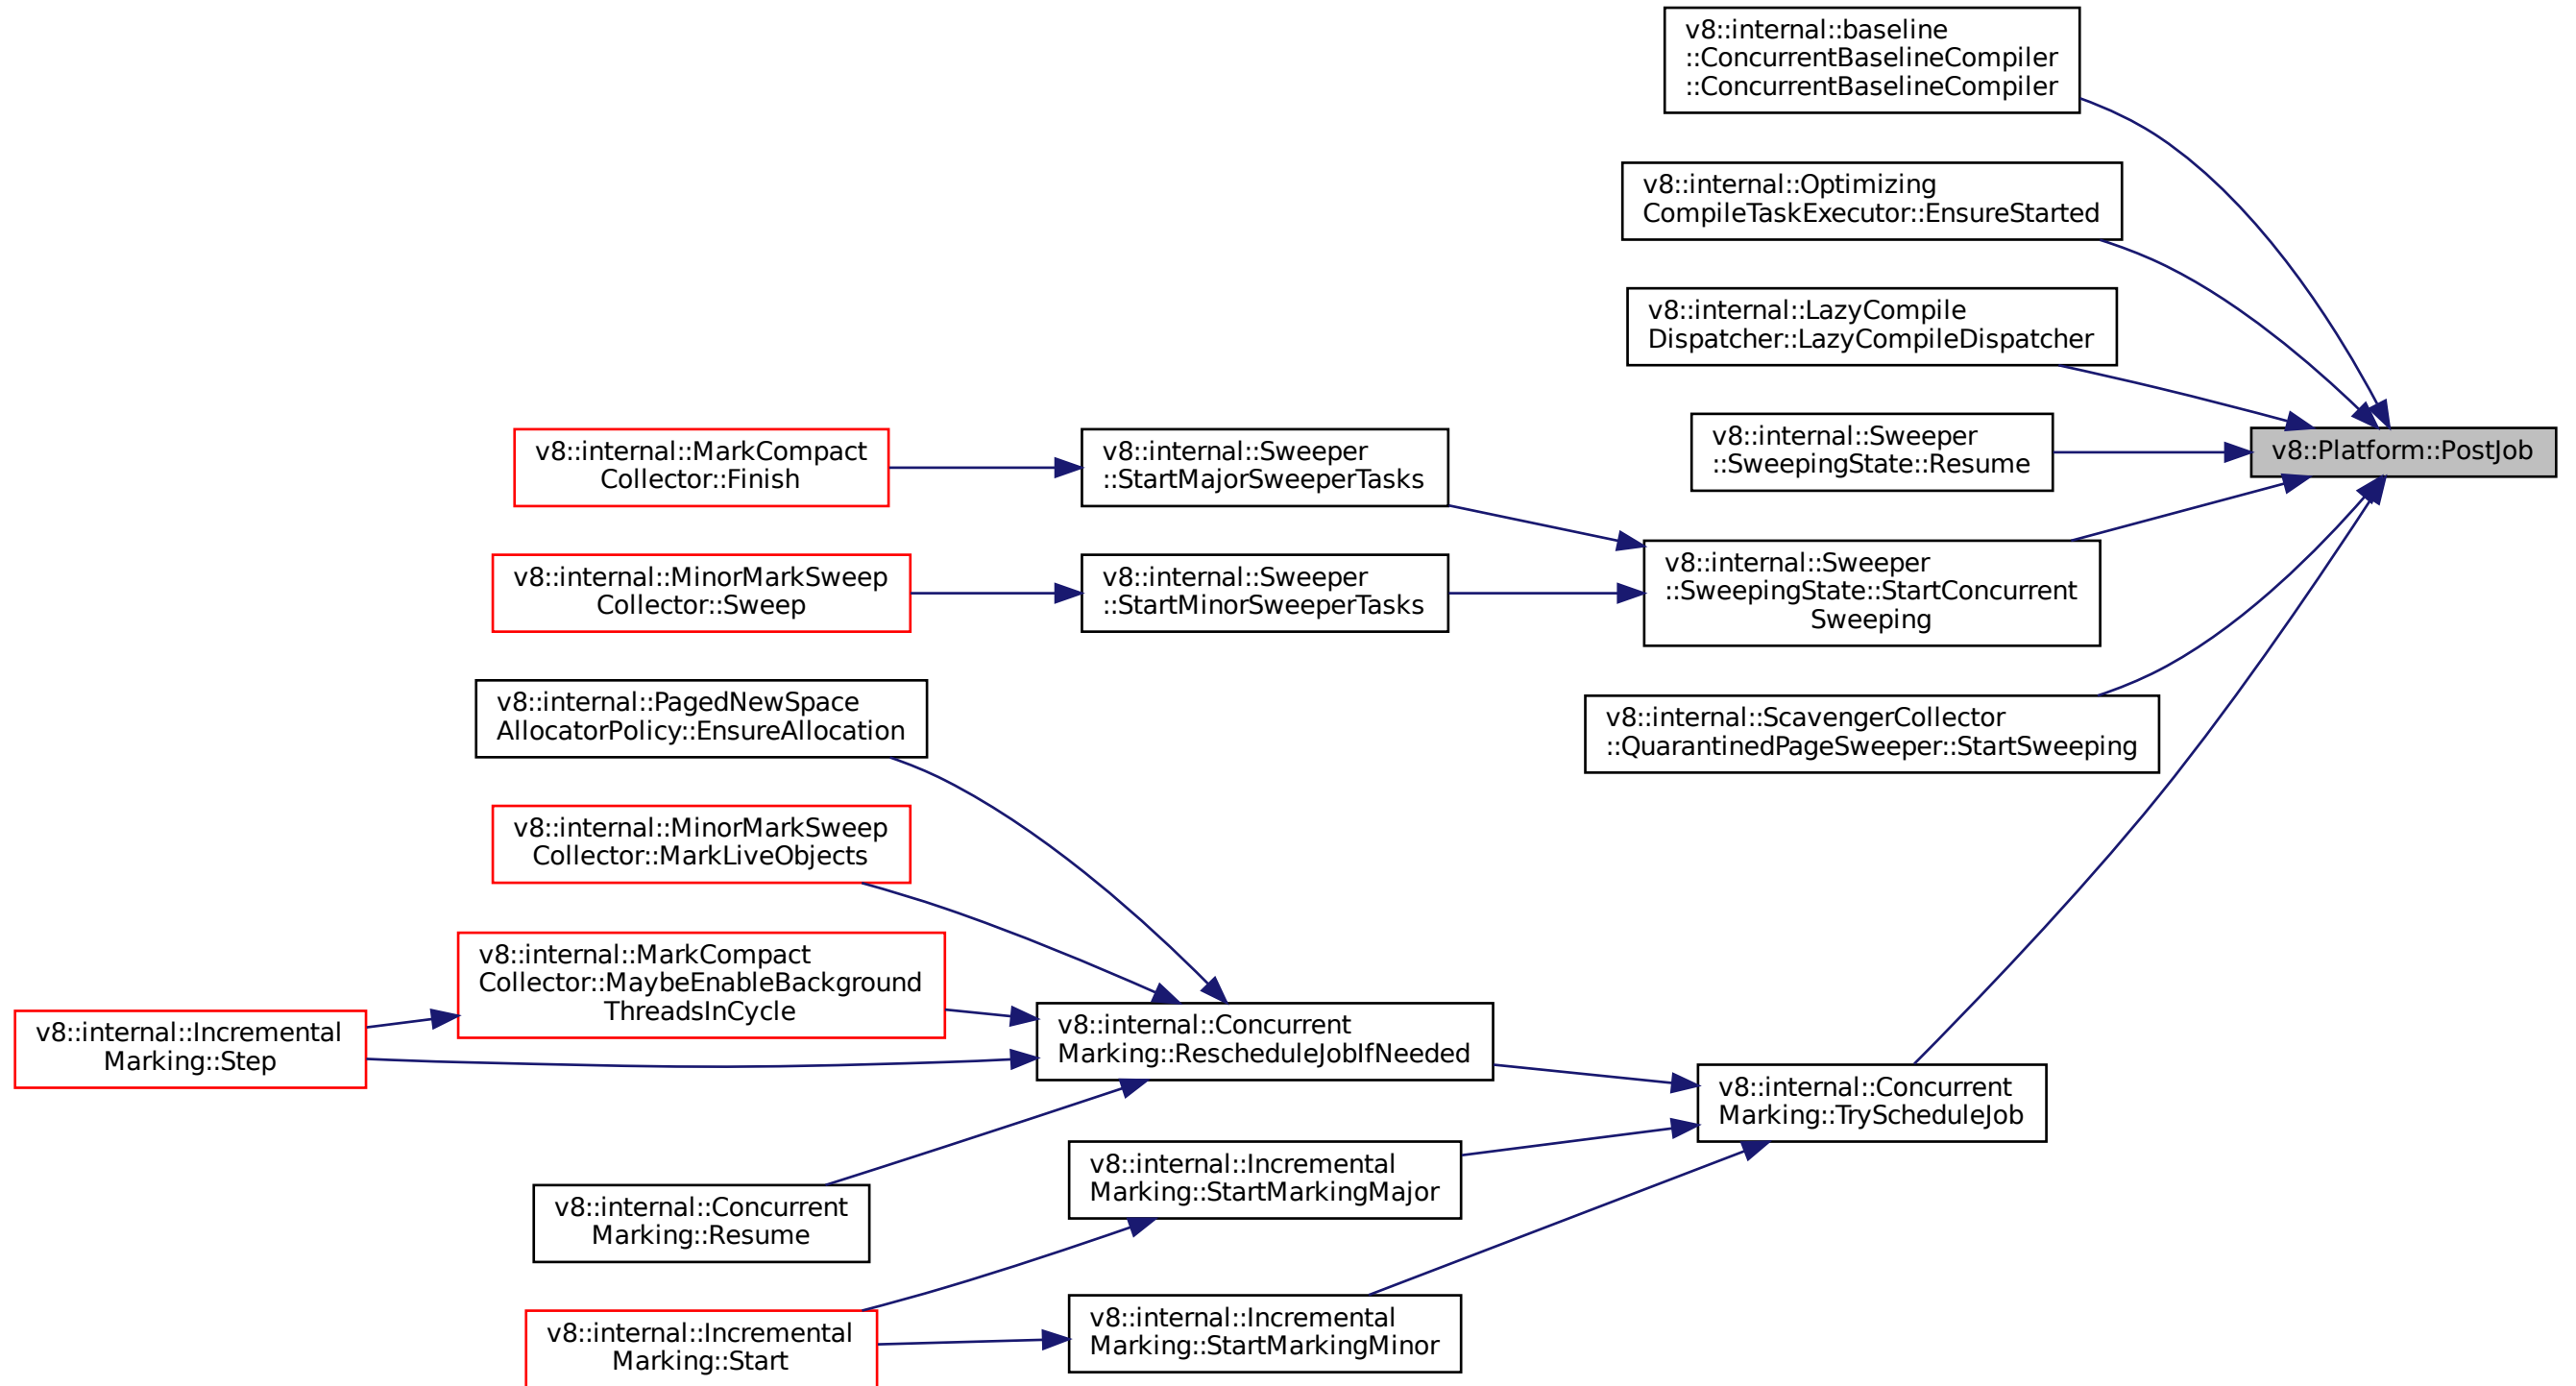 v8::internal::baseline
::ConcurrentBaselineCompiler
::ConcurrentBaselineCompiler
v8::internal::Optimizing
CompileTaskExecutor::EnsureStarted
v8::internal::LazyCompile
Dispatcher::LazyCompileDispatcher
v8::internal::Sweeper
::SweepingState::Resume
v8::Platform::PostJob
v8::internal::MarkCompact
Collector::Finish
v8::internal::Sweeper
::StartMajorSweeperTasks
v8::internal::MinorMarkSweep
Collector::Sweep
v8::internal::Sweeper
::StartMinorSweeperTasks
v8::internal::Sweeper
::SweepingState::StartConcurrent
Sweeping
v8::internal::PagedNewSpace
AllocatorPolicy::EnsureAllocation
v8::internal::ScavengerCollector
::QuarantinedPageSweeper::StartSweeping
v8::internal::MinorMarkSweep
Collector::MarkLiveObjects
v8::internal::MarkCompact
Collector::MaybeEnableBackground
ThreadsInCycle
v8::internal::Incremental
Marking::Step
v8::internal::Concurrent
Marking::RescheduleJobIfNeeded
v8::internal::Concurrent
Marking::TryScheduleJob
v8::internal::Incremental
Marking::StartMarkingMajor
v8::internal::Concurrent
Marking::Resume
v8::internal::Incremental
Marking::Start
v8::internal::Incremental
Marking::StartMarkingMinor